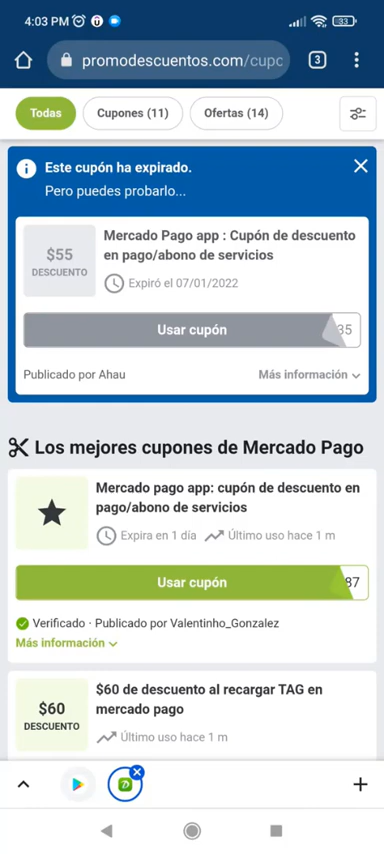 4:03 PM
33
promodescuentos.com/cupo
3
Todas
Cupones (11)
Ofertas (14)
Este cupón ha expirado.
Pero puedes probarlo...
$55
DESCUENTO
Mercado Pago app : Cupón de descuento
en pago/abono de servicios
Expiró el 07/01/2022
Usar cupón
35
Publicado por Ahau
Más información
Los mejores cupones de Mercado Pago
Mercado pago app: cupón de descuento en
pago/abono de servicios
Expira en 1 día
Último uso hace 1 m
Usar cupón
87
Verificado · Publicado por Valentinho_Gonzalez
Más información
$60
DESCUENTO
$60 de descuento al recargar TAG en
mercado pago
Último uso hace 1 m